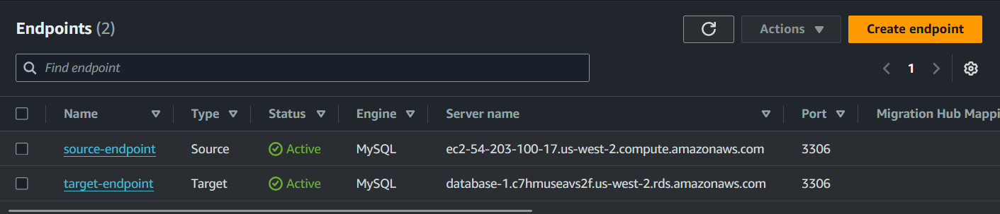 Endpoints (2)
Actions
Create endpoint
Find endpoint
1
Name Type Status Engine Server name Port Migration Hub Mappi
source-endpoint Source Active MySQL ec2-54-203-100-17.us-west-2.compute.amazonaws.com 3306
target-endpoint Target Active MySQL database-1.c7hmuseavs2f.us-west-2.rds.amazonaws.com 3306